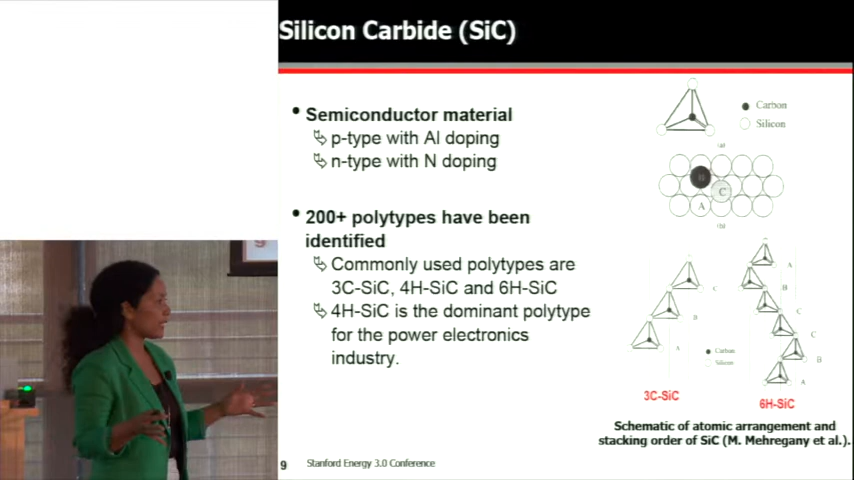 Silicon Carbide (SiC)
• Semiconductor material
p-type with Al doping
n-type with N doping
• 200+ polytypes have been
identified
Commonly used polytypes are
3C-SiC, 4H-SiC and 6H-SiC
4H-SiC is the dominant polytype
for the power electronics
industry.
Carbon
Silicon
(a)
B
C
A
(b)
C
B
A
A
B
C
C
B
A
Carbon
Silicon
3C-SiC
6H-SiC
Schematic of atomic arrangement and
stacking order of SiC (M. Mehregany et al.).
9 Stanford Energy 3.0 Conference
9